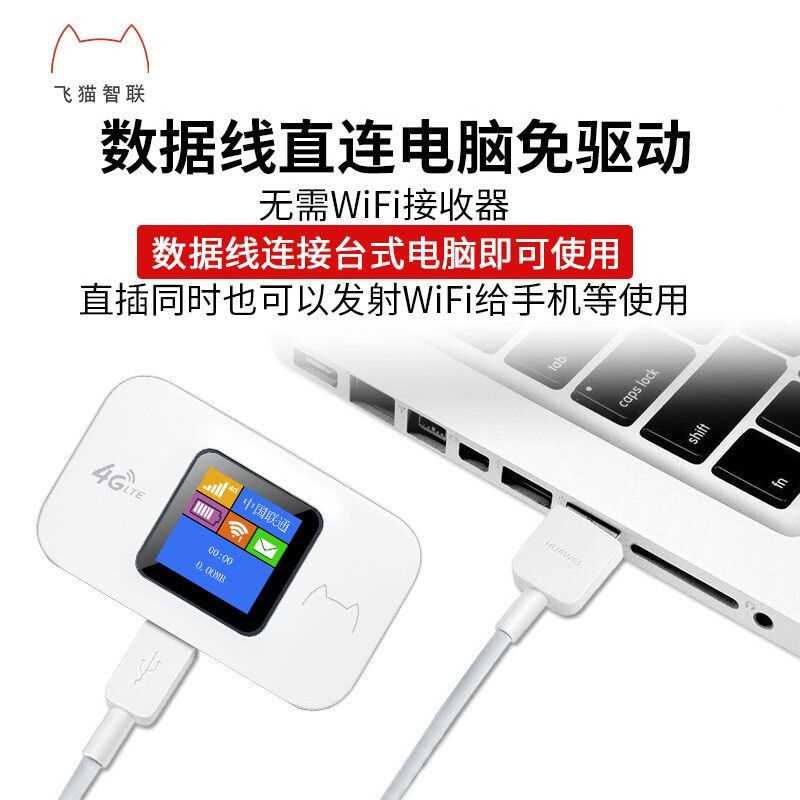 飞猫智联
数据线直连电脑免驱动
无需WiFi接收器
数据线连接台式电脑即可使用
直插同时也可以发射WiFi给手机等使用
tab
caps lock
shift
fn
4G LTE
4G
中国联通
1
00:00
0.00MB
HUAWEI